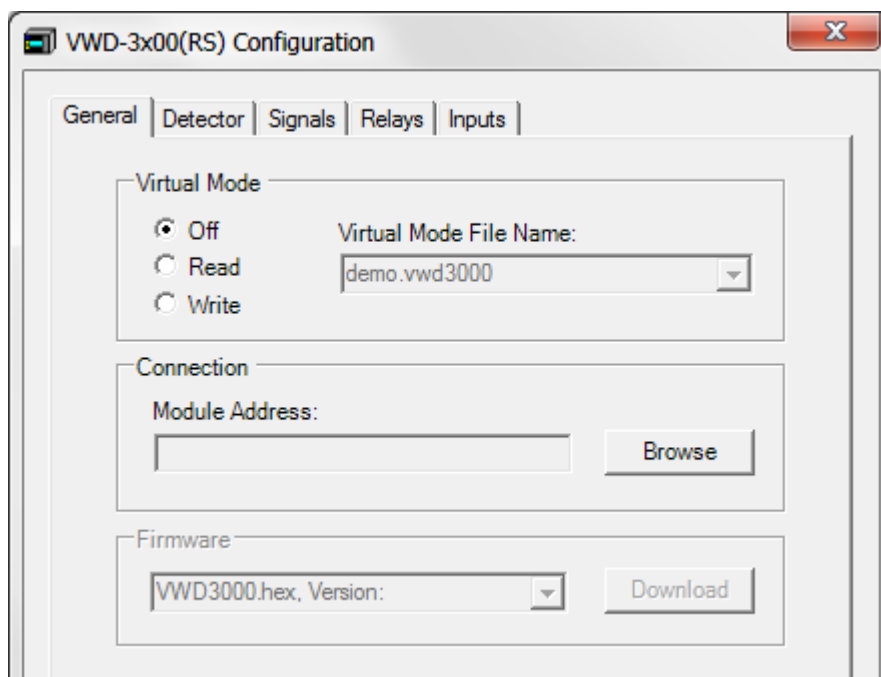 VWD-3x00(RS) Configuration
General Detector Signals Relays Inputs
Virtual Mode
Off
Virtual Mode File Name:
Read
demo.vwd3000
Write
Connection
Module Address:
Browse
Firmware
VWD3000.hex, Version:
Download